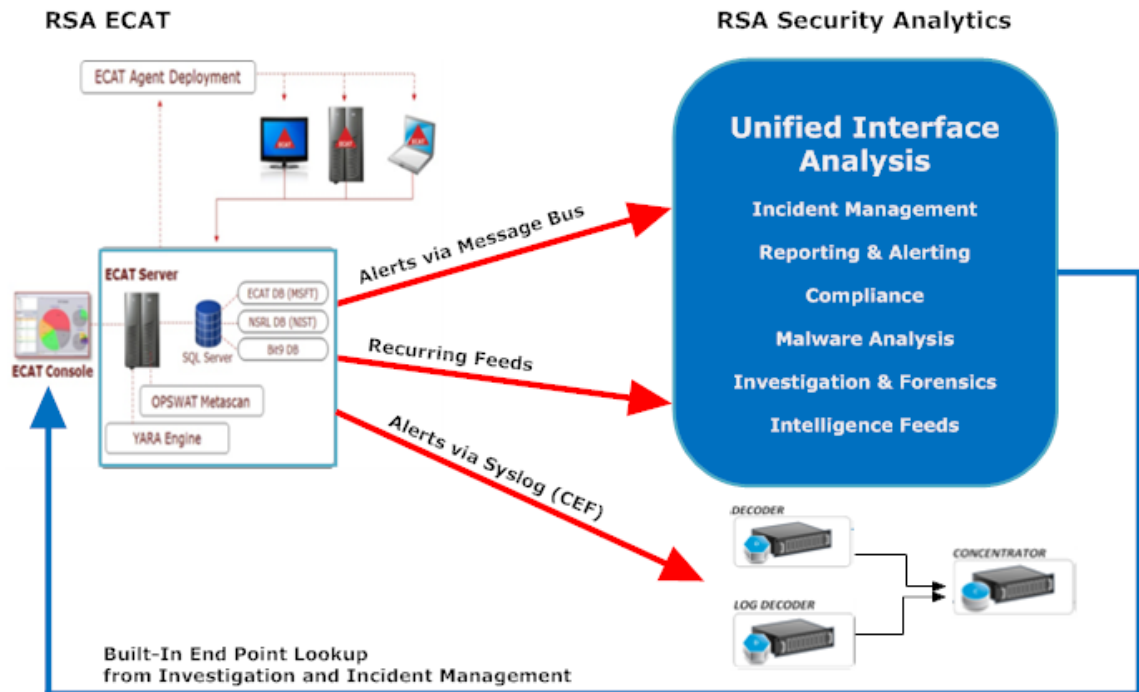 RSA ECAT
RSA Security Analytics
ECAT Agent Deployment
ECAT
ECAT
ECAT
ECAT Server
ECAT DB (MSFT)
NSRL DB (NIST)
Bit9 DB
SQL Server
OPSWAT Metascan
YARA Engine
ECAT Console
Alerts via Message Bus
Recurring Feeds
Alerts via Syslog (CEF)
Unified Interface
Analysis
Incident Management
Reporting & Alerting
Compliance
Malware Analysis
Investigation & Forensics
Intelligence Feeds
DECODER
CONCENTRATOR
LOG DECODER
Built-In End Point Lookup
from Investigation and Incident Management